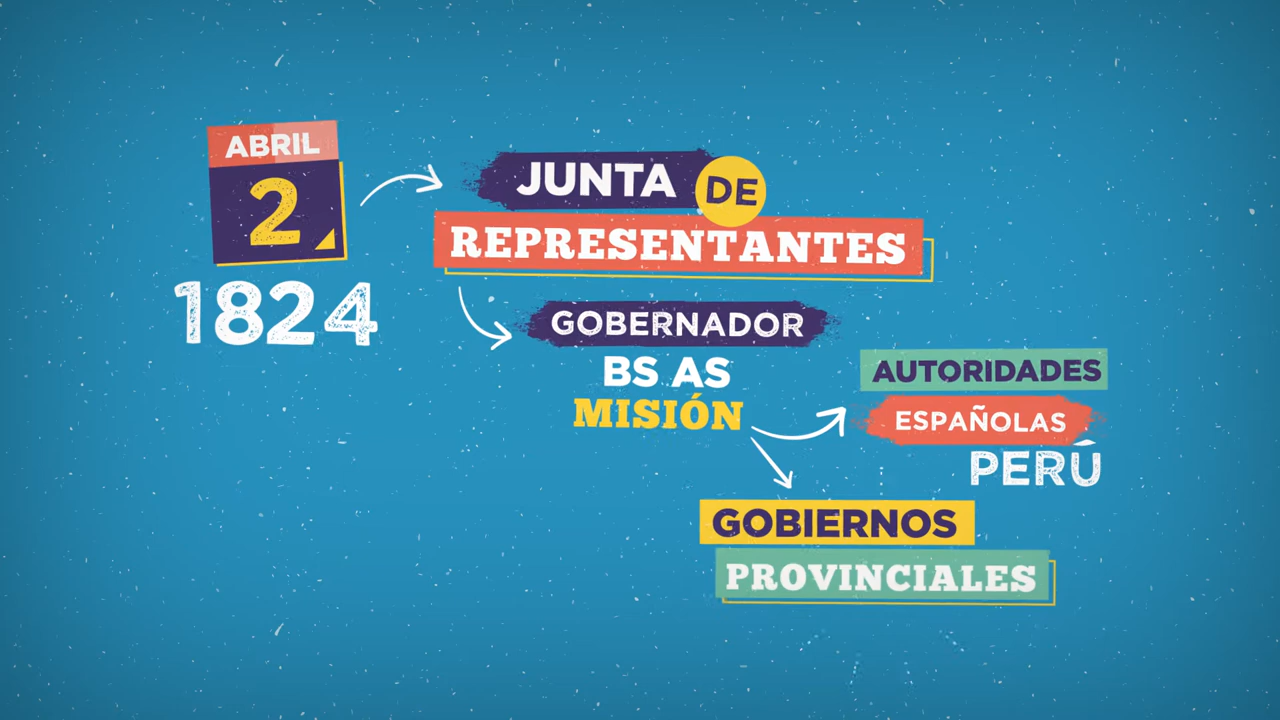 ABRIL
2
1824
JUNTA DE
REPRESENTANTES
GOBERNADOR
BS AS
MISIÓN
AUTORIDADES
ESPAÑOLAS
PERÚ
GOBIERNOS
PROVINCIALES